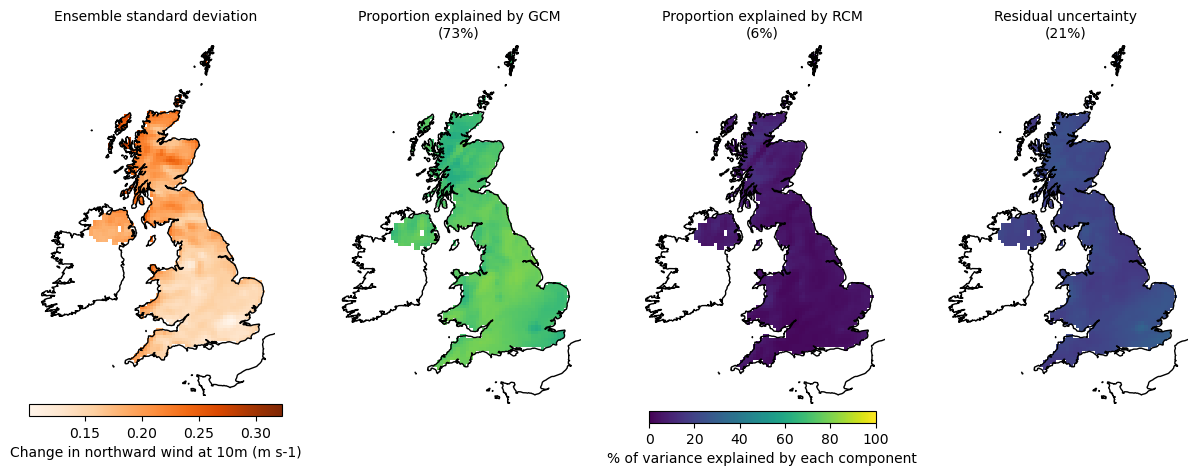 Ensemble standard deviation
Proportion explained by GCM
(73%)
Proportion explained by RCM
(6%)
Residual uncertainty
(21%)
0.15 0.20 0.25 0.30
Change in northward wind at 10m (m s-1)
0 20 40 60 80 100
% of variance explained by each component